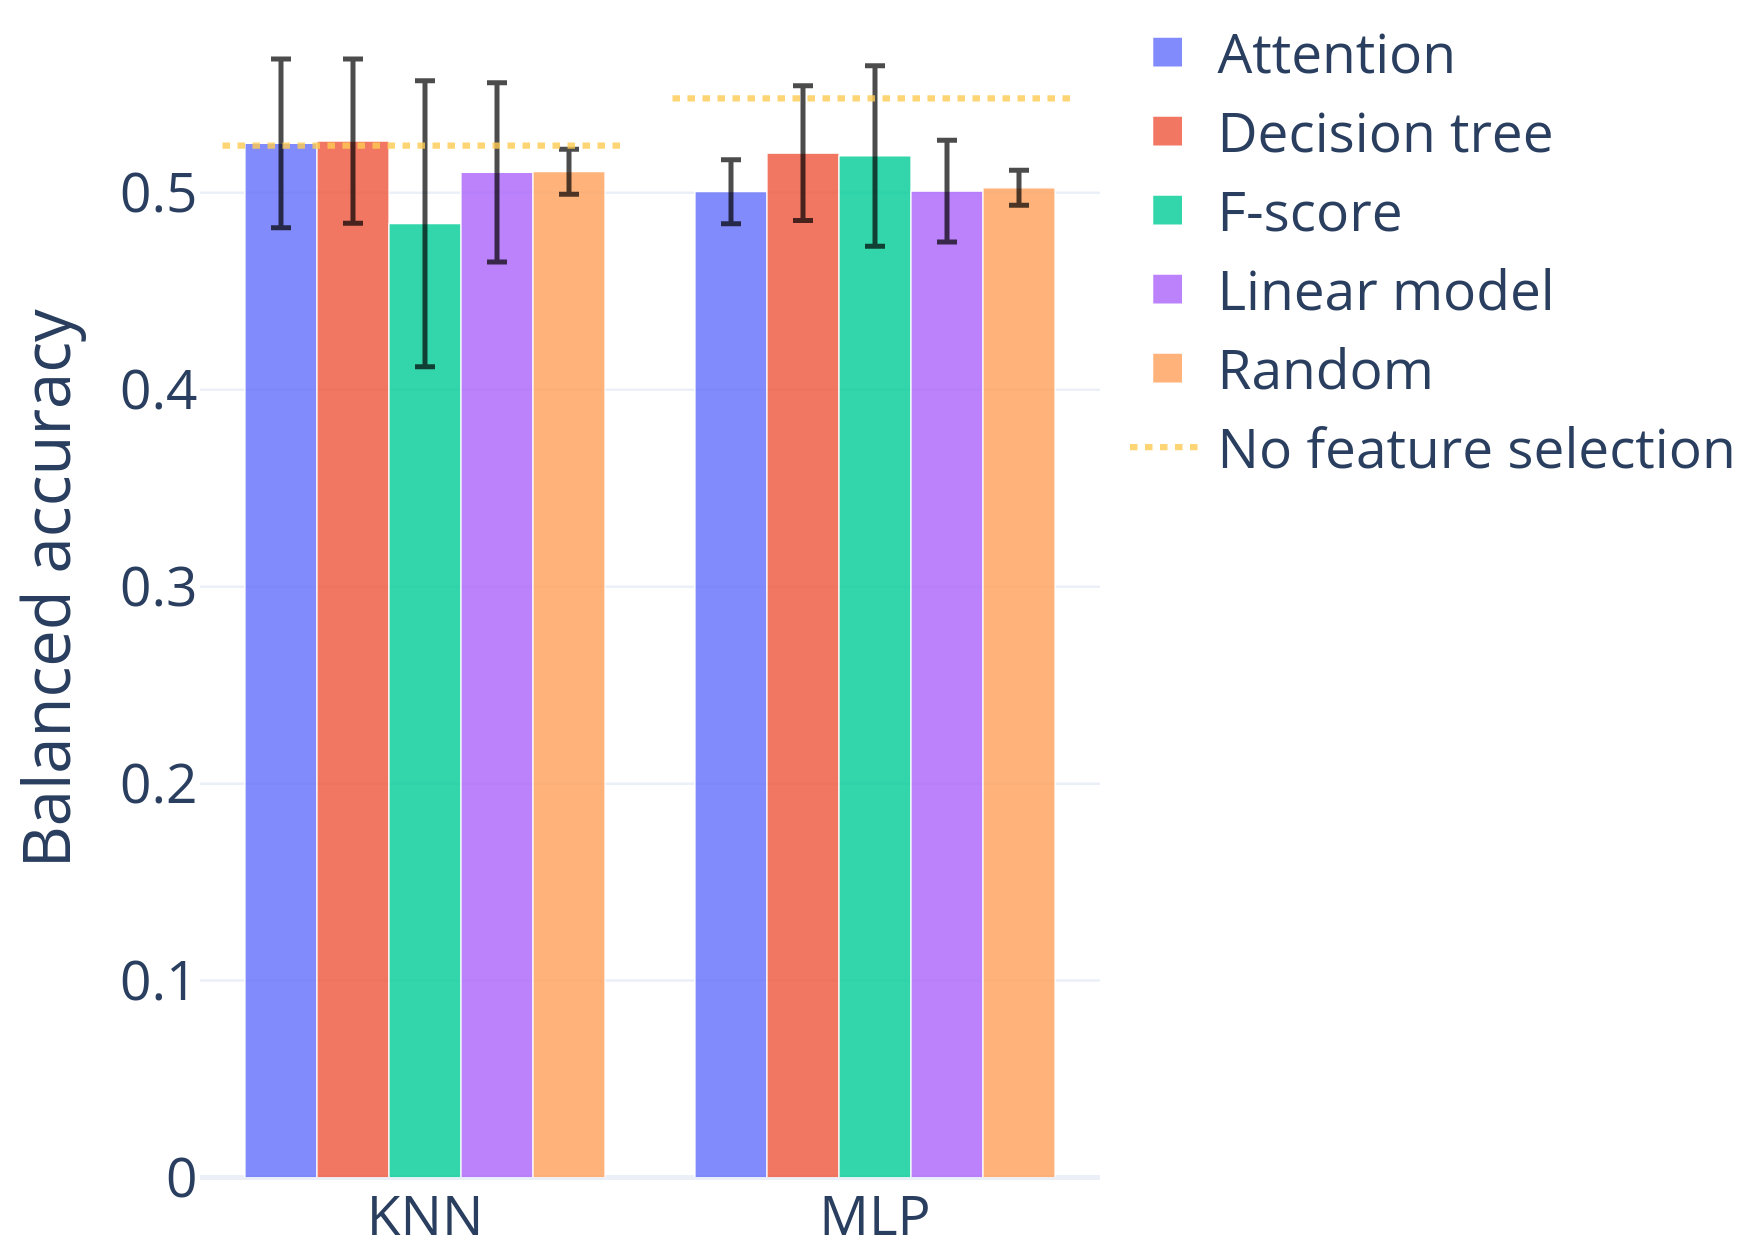 Balanced accuracy
0.5
0.4
0.3
0.2
0.1
0
KNN
MLP
Attention
Decision tree
F-score
Linear model
Random
No feature selection